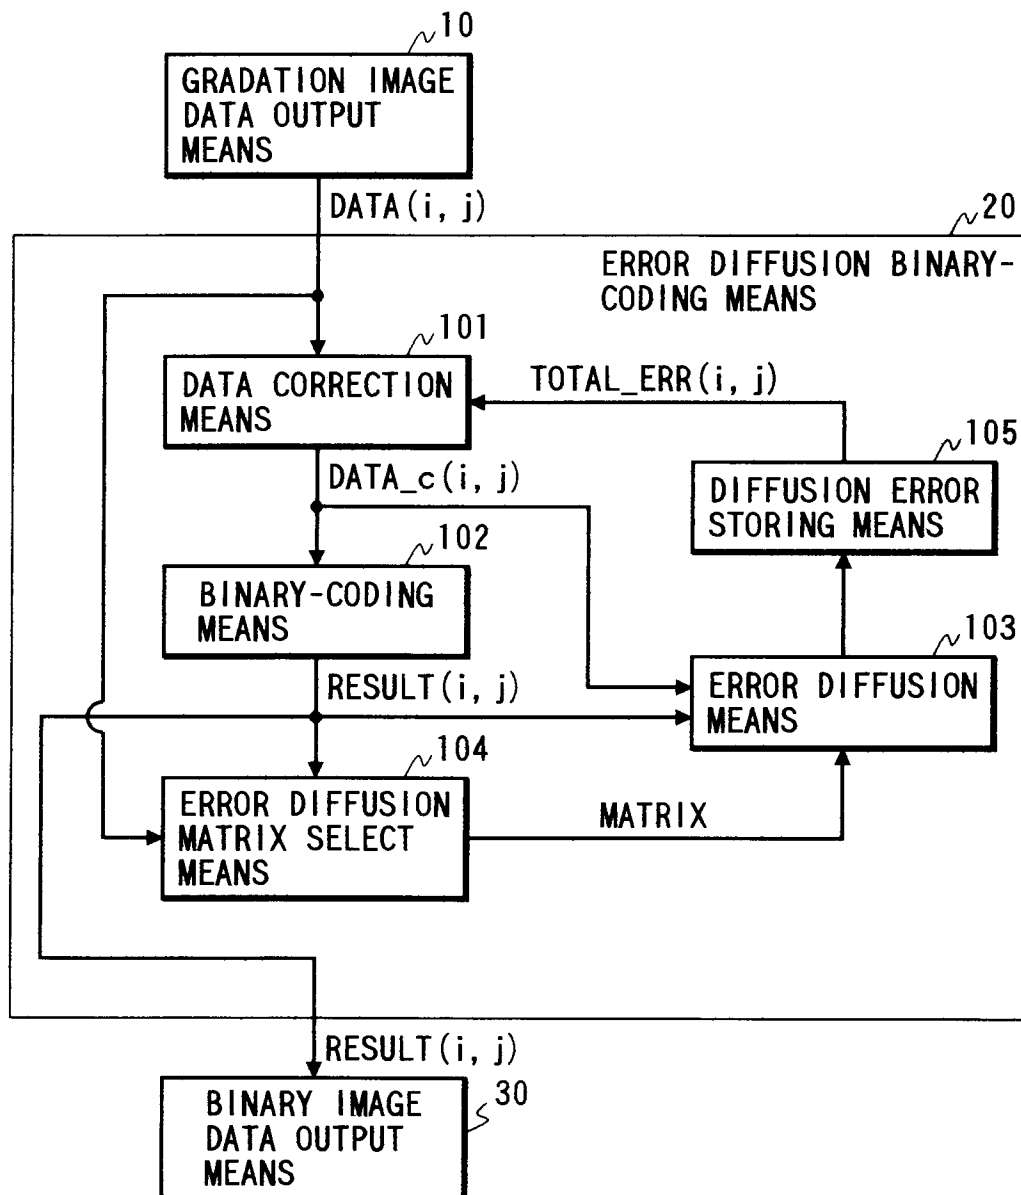 10
GRADATION IMAGE
DATA OUTPUT
MEANS
DATA(i, j)
20
ERROR DIFFUSION BINARY-
CODING MEANS
101
DATA CORRECTION
MEANS
TOTAL_ERR(i, j)
105
DIFFUSION ERROR
STORING MEANS
DATA_c(i, j)
102
BINARY-CODING
MEANS
103
ERROR DIFFUSION
MEANS
RESULT(i, j)
104
ERROR DIFFUSION
MATRIX SELECT
MEANS
MATRIX
RESULT(i, j)
30
BINARY IMAGE
DATA OUTPUT
MEANS